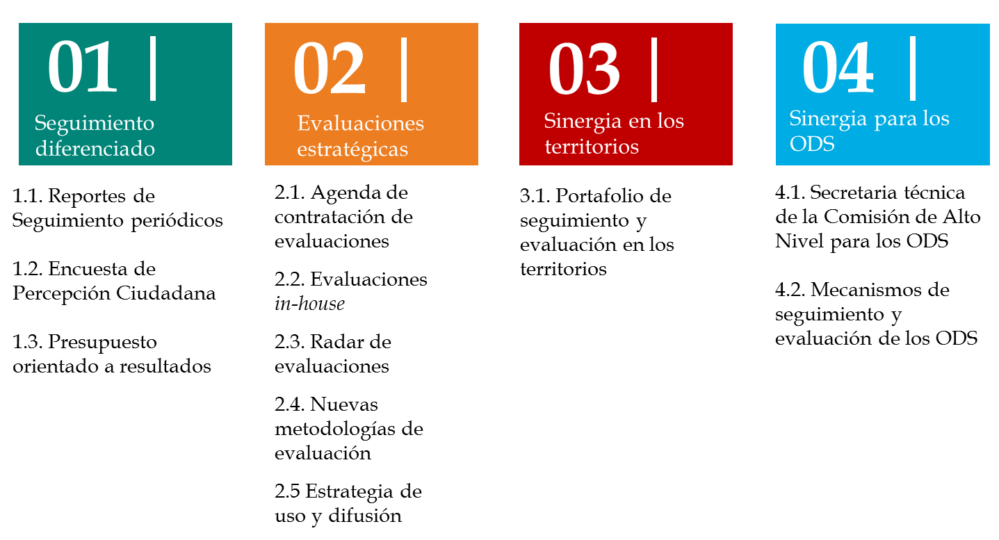 01
Seguimiento
diferenciado
1.1. Reportes de
Seguimiento periódicos
1.2. Encuesta de
Percepción Ciudadana
1.3. Presupuesto
orientado a resultados
02
Evaluaciones
estratégicas
2.1. Agenda de
contratación de
evaluaciones
2.2. Evaluaciones
in-house
2.3. Radar de
evaluaciones
2.4. Nuevas
metodologías de
evaluación
2.5 Estrategia de
uso y difusión
03
Sinergia en los
territorios
3.1. Portafolio de
seguimiento y
evaluación en los
territorios
04
Sinergia para los
ODS
4.1. Secretaria técnica
de la Comisión de Alto
Nivel para los ODS
4.2. Mecanismos de
seguimiento y
evaluación de los ODS